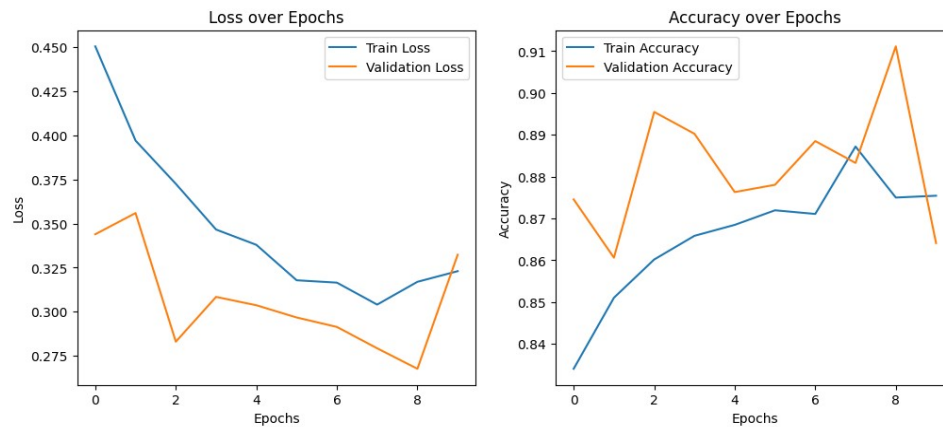 Loss over Epochs
Train Loss
Validation Loss
0.450
0.425
0.400
0.375
0.350
0.325
0.300
0.275
Loss
0
2
4
6
8
Epochs
Accuracy over Epochs
Train Accuracy
Validation Accuracy
0.91
0.90
0.89
0.88
0.87
0.86
0.85
0.84
Accuracy
0
2
4
6
8
Epochs